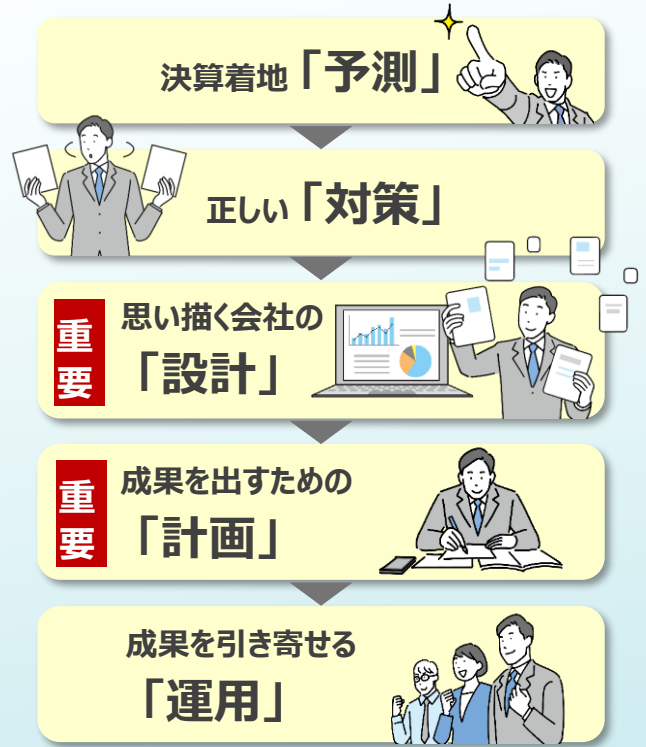 決算着地「予測」
正しい「対策」
重要
思い描く会社の
「設計」
重要
成果を出すための
「計画」
成果を引き寄せる
「運用」